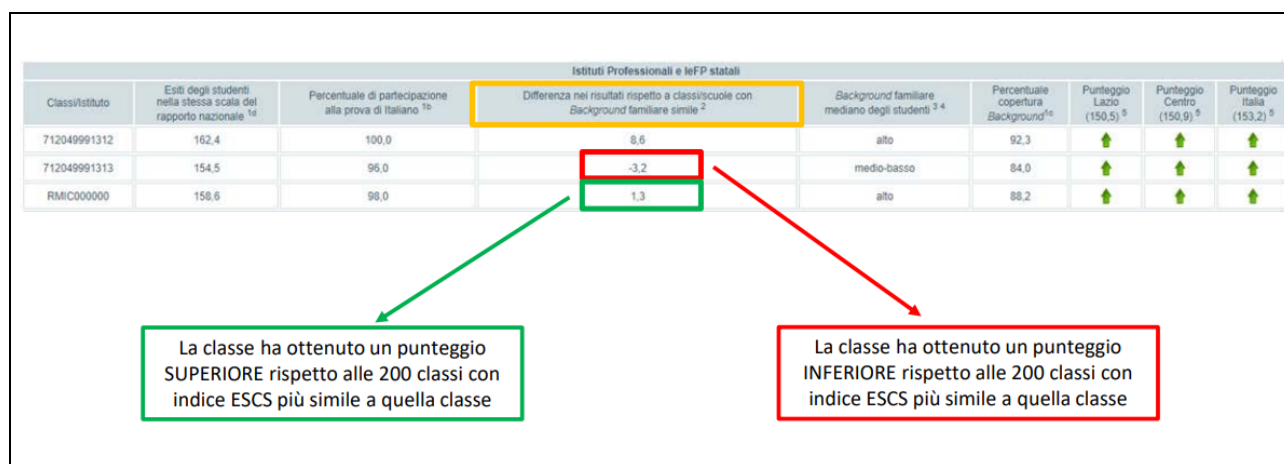 Istituti Professionali e IeFP statali
Classi/Istituto
Esiti degli studenti
nella stessa scala del
rapporto nazionale 1d
Percentuale di partecipazione
alla prova di Italiano 1b
Differenza nei risultati rispetto a classi/scuole con
Background familiare simile 2
Background familiare
mediano degli studenti 3 4
Percentuale
copertura
Background1c
Punteggio
Lazio
(150,5) 5
Punteggio
Centro
(150,9) 5
Punteggio
Italia
(153,2) 5
712049991312 162,4 100,0 8,6 alto 92,3
712049991313 154,5 96,0 -3,2 medio-basso 84,0
RMIC000000 158,6 98,0 1,3 alto 88,2
La classe ha ottenuto un punteggio
SUPERIORE rispetto alle 200 classi con
indice ESCS più simile a quella classe
La classe ha ottenuto un punteggio
INFERIORE rispetto alle 200 classi con
indice ESCS più simile a quella classe